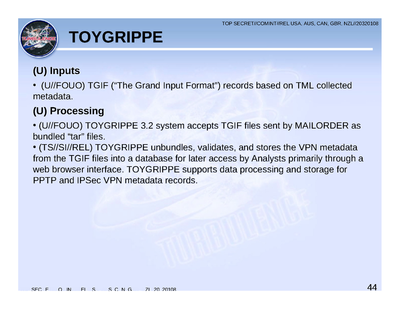 TOP SECRET//COMINT//REL USA, AUS, CAN, GBR, NZL//20320108
TOYGRIPPE
(U) Inputs
• (U//FOUO) TGIF ("The Grand Input Format") records based on TML collected
metadata.
(U) Processing
• (U//FOUO) TOYGRIPPE 3.2 system accepts TGIF files sent by MAILORDER as
bundled "tar" files.
• (TS//SI//REL) TOYGRIPPE unbundles, validates, and stores the VPN metadata
from the TGIF files into a database for later access by Analysts primarily through a
web browser interface. TOYGRIPPE supports data processing and storage for
PPTP and IPSec VPN metadata records.
TURBULENCE
44